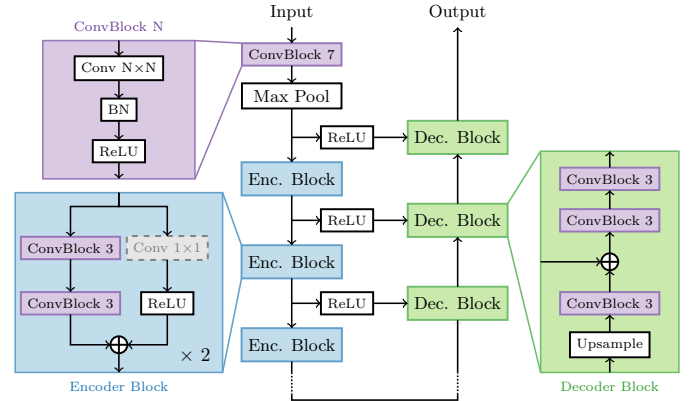 Input
Output
ConvBlock N
Conv N×N
BN
ReLU
ConvBlock 7
Max Pool
ReLU
Dec. Block
Enc. Block
ReLU
Dec. Block
Enc. Block
ReLU
Dec. Block
Enc. Block
ConvBlock 3
Conv 1×1
ConvBlock 3
ReLU
× 2
Encoder Block
ConvBlock 3
ConvBlock 3
ConvBlock 3
Upsample
Decoder Block